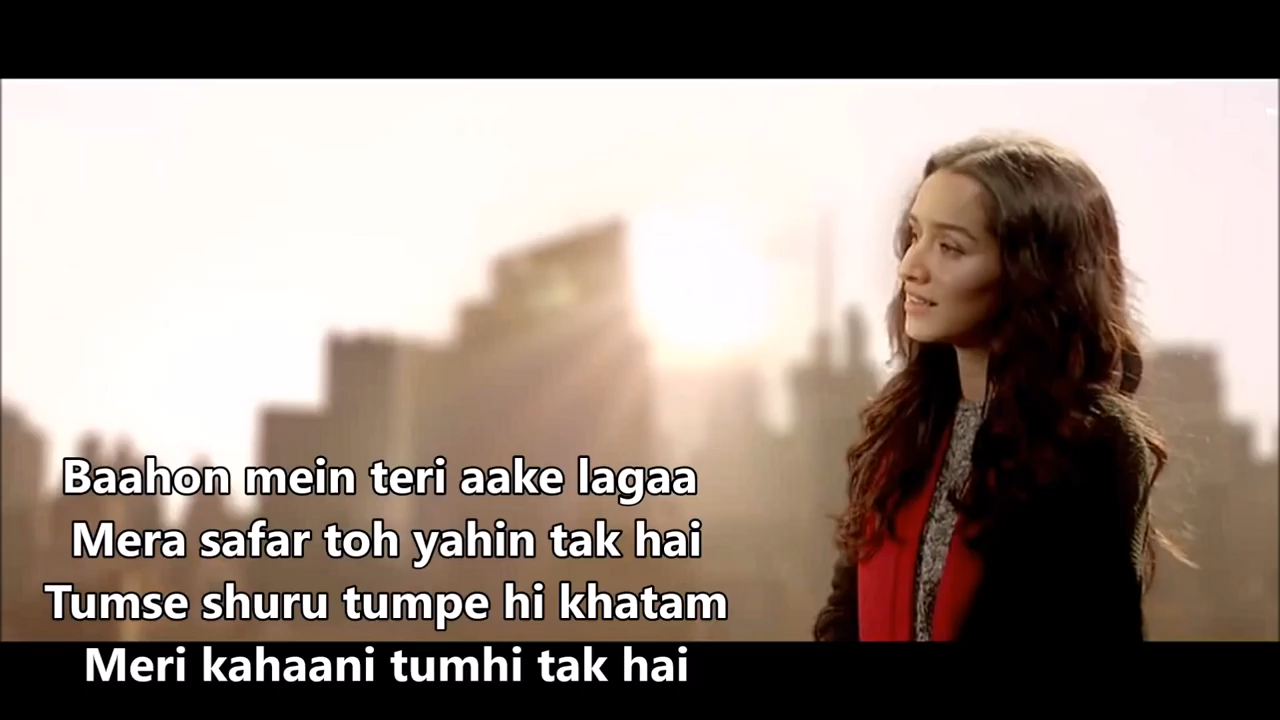 Baahon mein teri aake lagaa
Mera safar toh yahin tak hai
Tumse shuru tumpe hi khatam
Meri kahaani tumhi tak hai